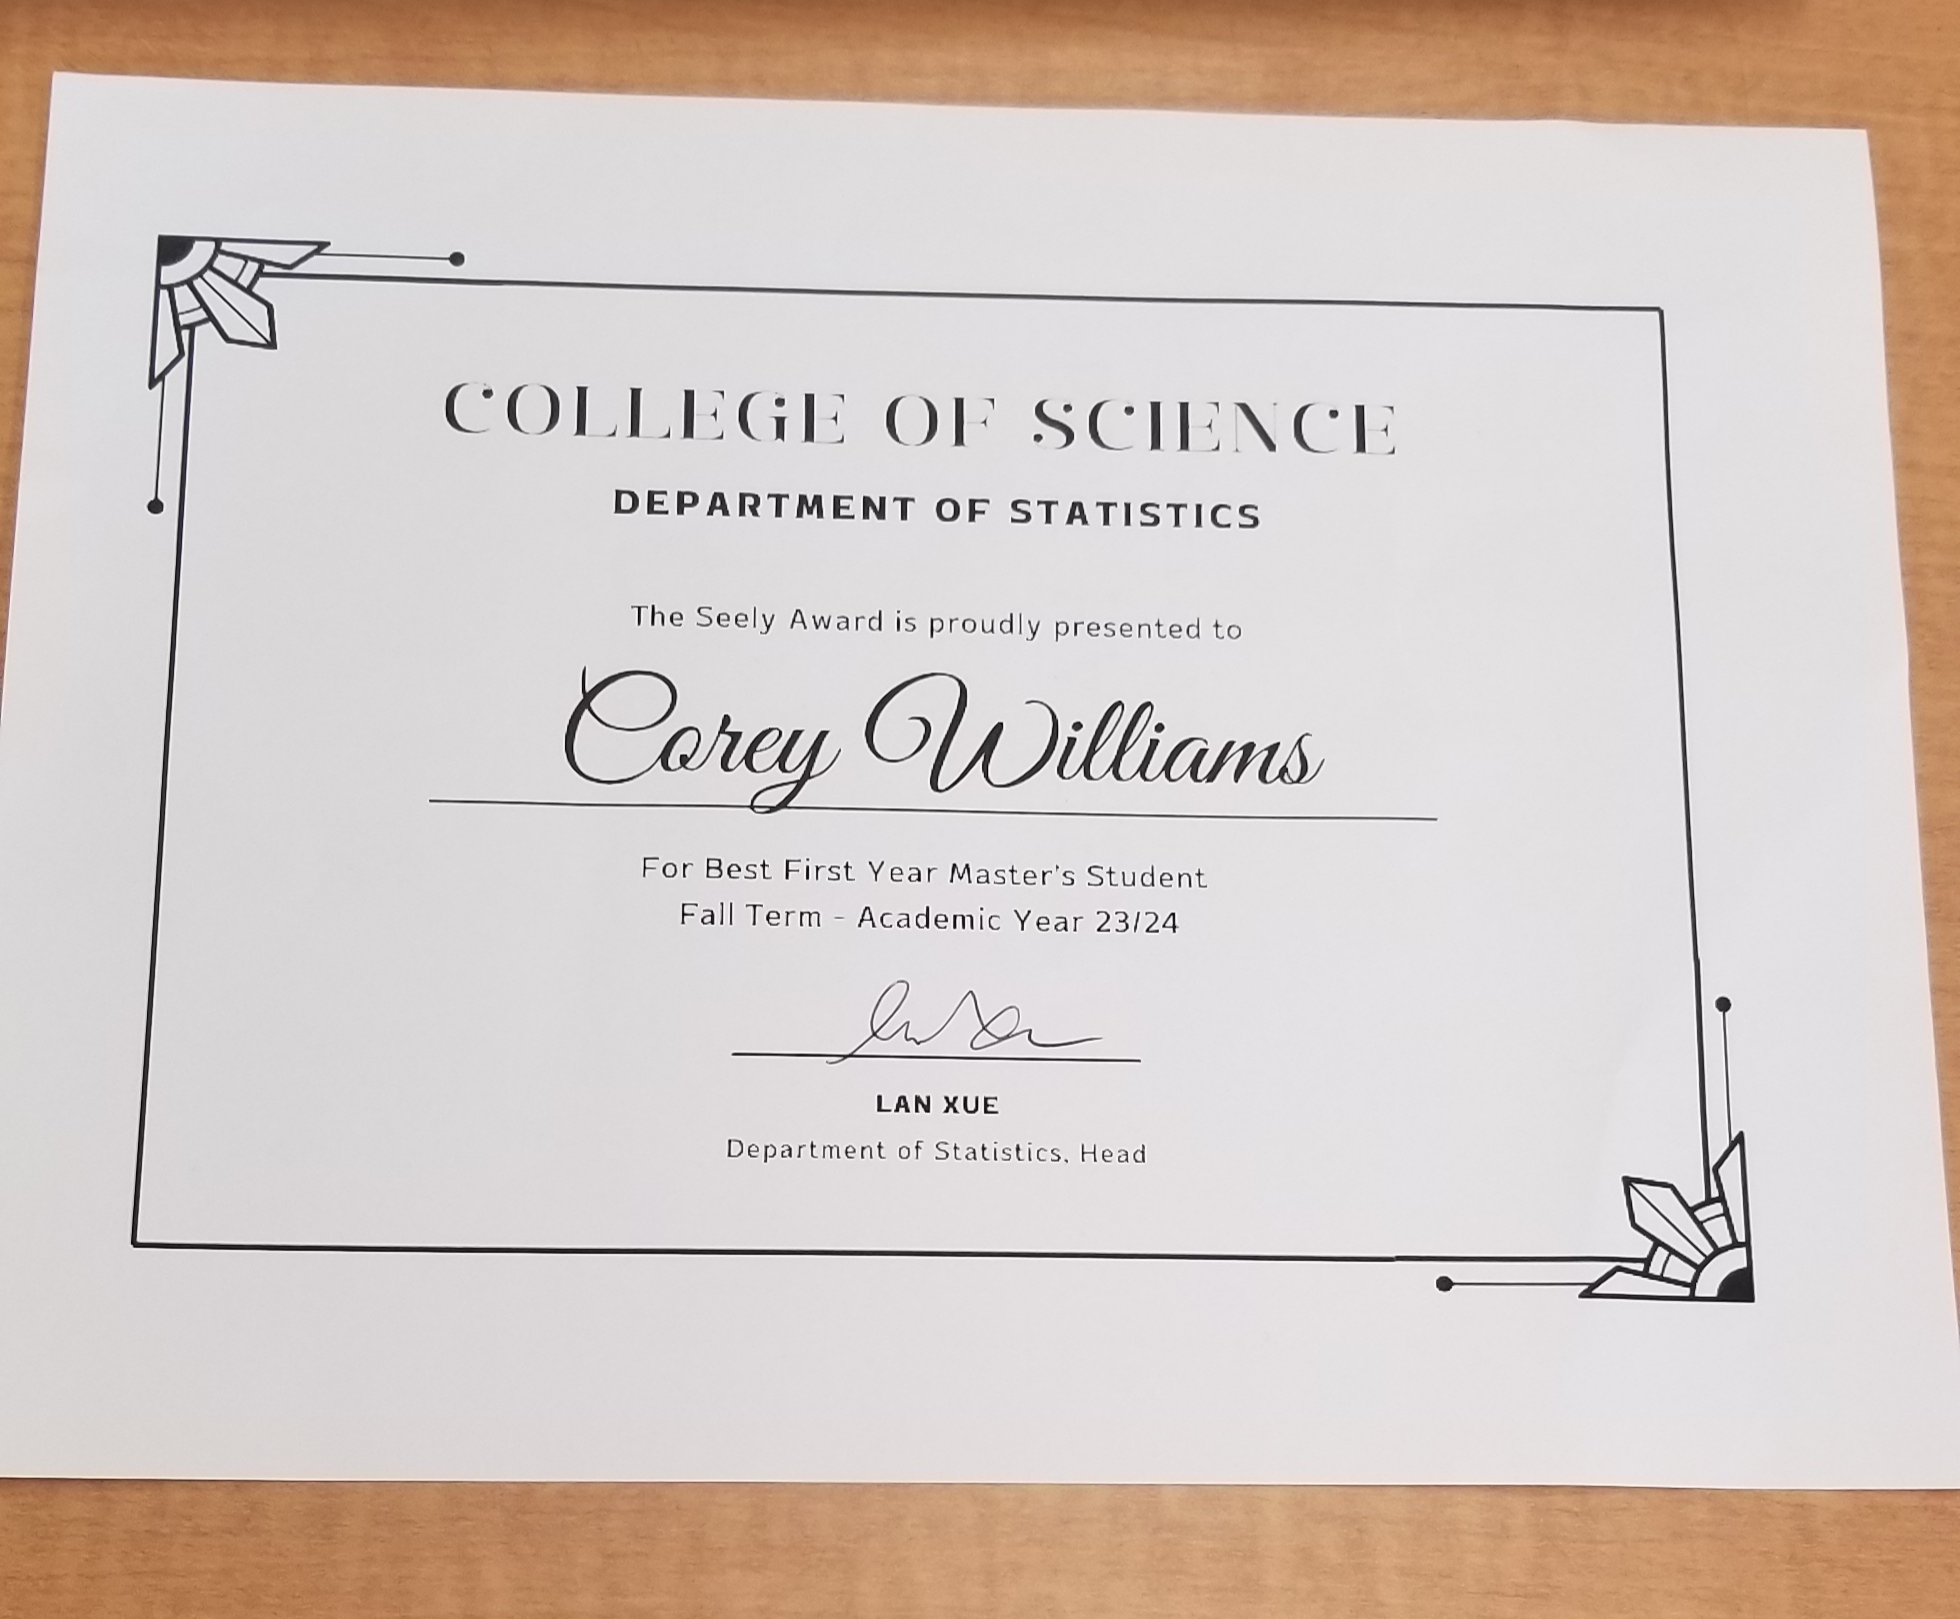 COLLEGE OF SCIENCE
DEPARTMENT OF STATISTICS
The Seely Award is proudly presented to
Corey Williams
For Best First Year Master's Student
Fall Term - Academic Year 23/24
LAN XUE
Department of Statistics, Head